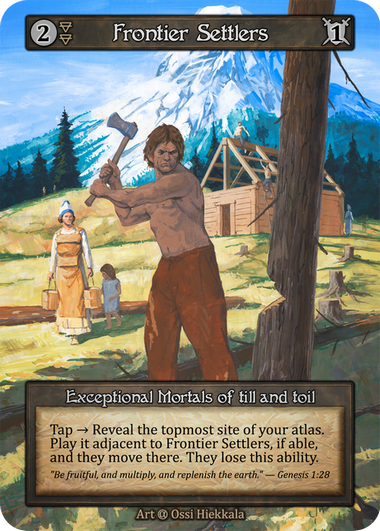 2 Frontier Settlers 1
Exceptional Mortals of till and toil
Tap → Reveal the topmost site of your atlas.
Play it adjacent to Frontier Settlers, if able,
and they move there. They lose this ability.
"Be fruitful, and multiply, and replenish the earth." — Genesis 1:28
Art @ Ossi Hiekkala